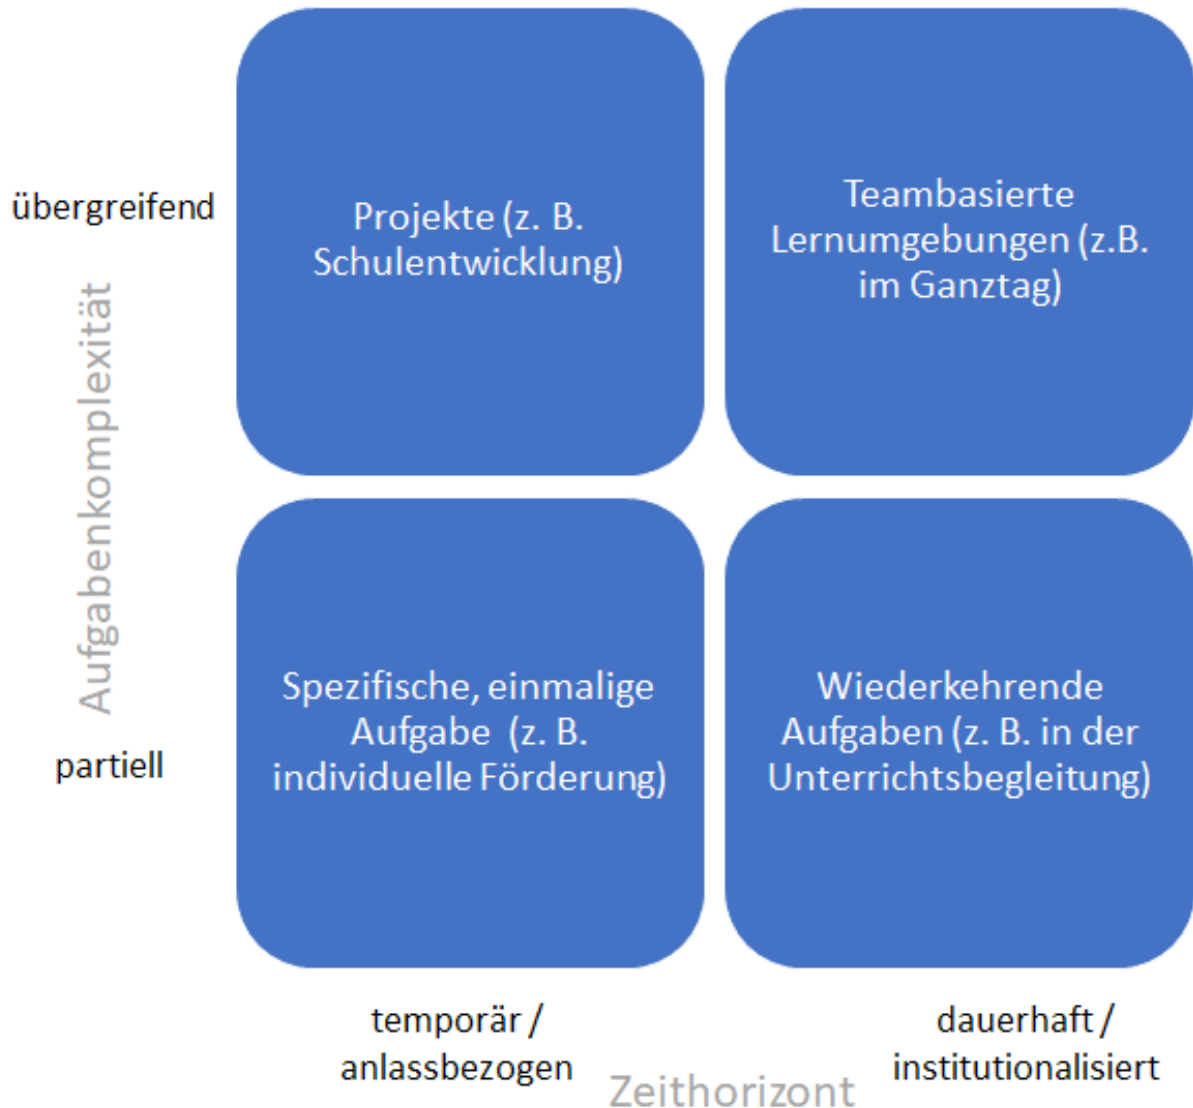 übergreifend
Aufgabenkomplexität
partiell
Projekte (z. B.
Schulentwicklung)
Teambasierte
Lernumgebungen (z.B.
im Ganztag)
Spezifische, einmalige
Aufgabe  (z. B.
individuelle Förderung)
Wiederkehrende
Aufgaben (z. B. in der
Unterrichtsbegleitung)
temporär /
anlassbezogen
dauerhaft /
institutionalisiert
Zeithorizont